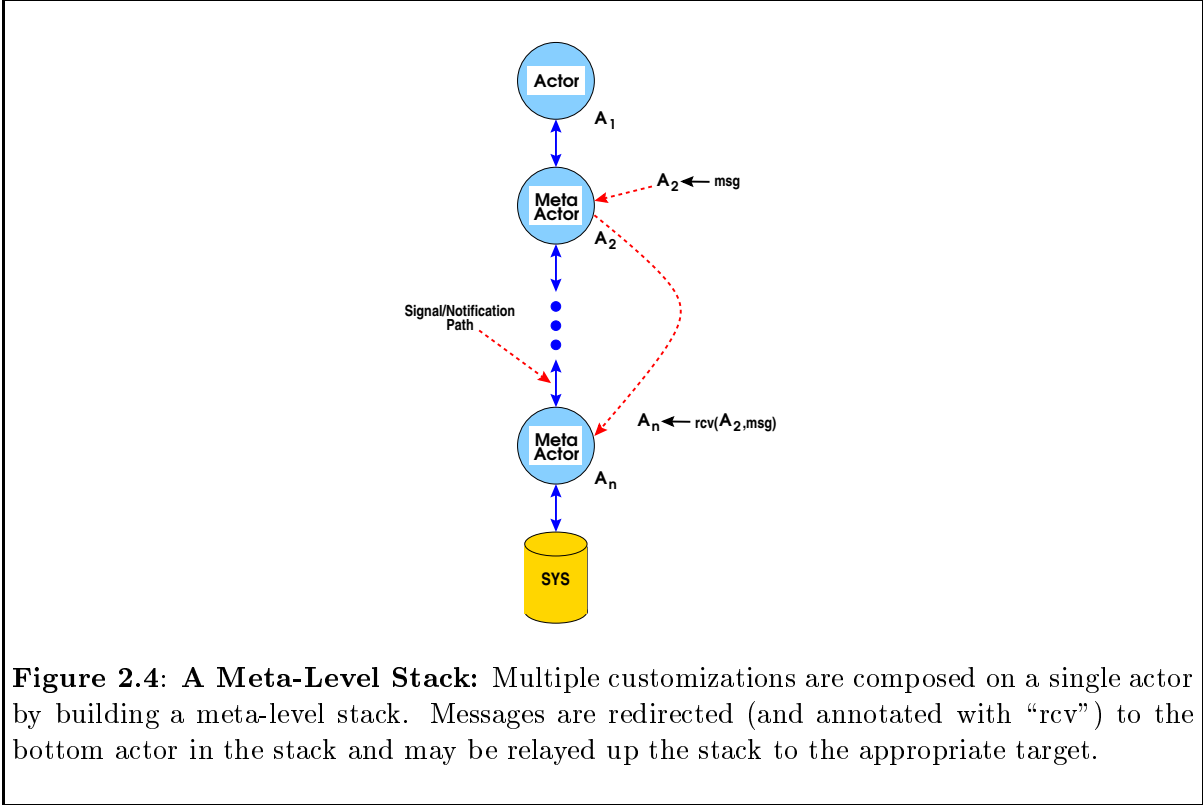 Actor
A1
A2 msg
Meta
Actor
A2
Signal/Notification
Path
An rcv(A2,msg)
Meta
Actor
An
SYS
Figure 2.4: A Meta-Level Stack: Multiple customizations are composed on a single actor
by building a meta-level stack. Messages are redirected (and annotated with “rcv”) to the
bottom actor in the stack and may be relayed up the stack to the appropriate target.